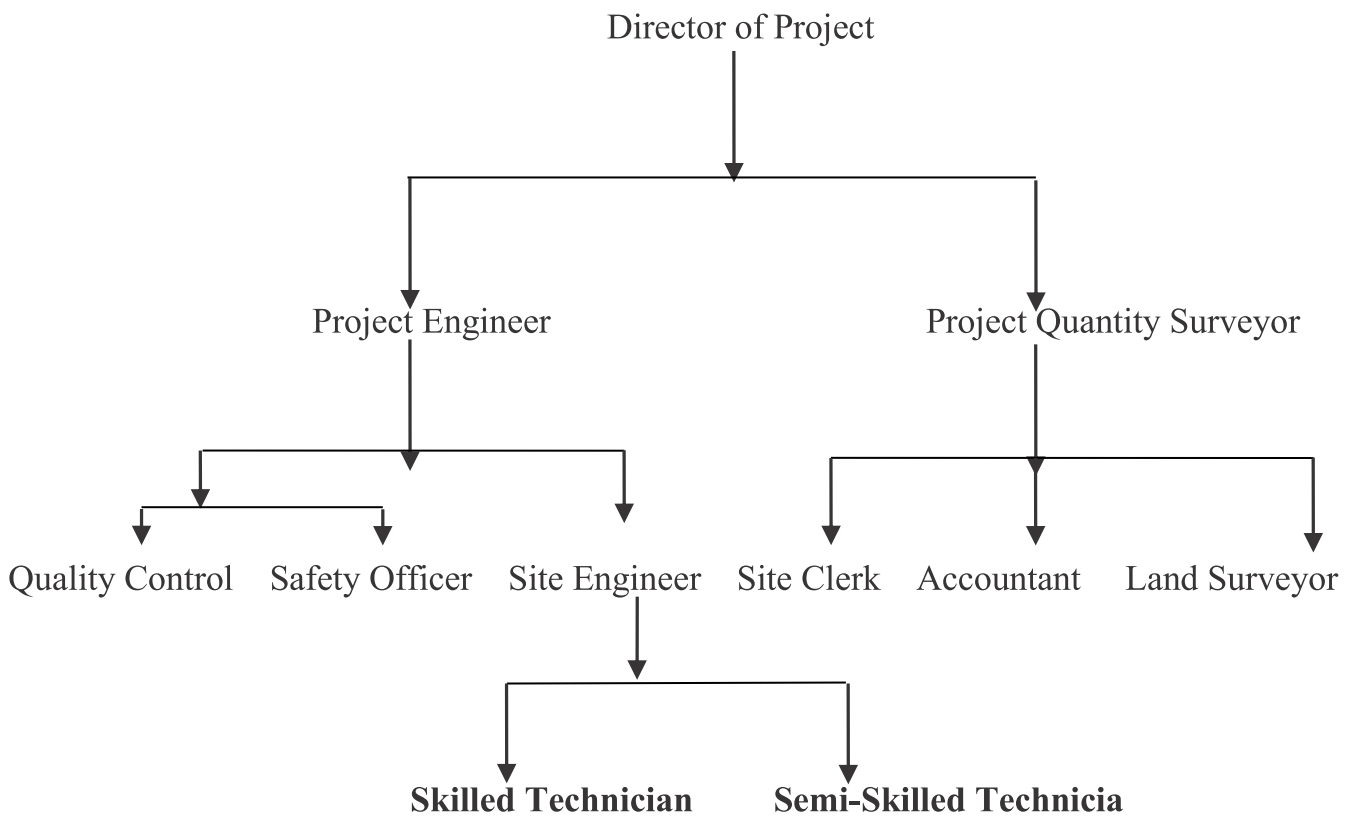 Director of Project
Project Engineer
Project Quantity Surveyor
Quality Control
Safety Officer
Site Engineer
Site Clerk
Accountant
Land Surveyor
Skilled Technician
Semi-Skilled Technicia